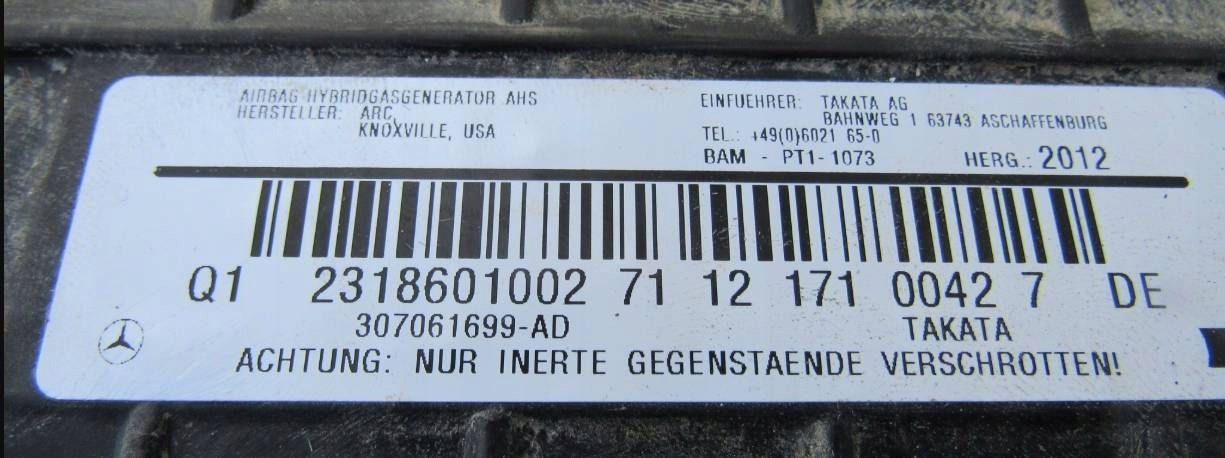 AIRBAG HYBRIDGASGENERATOR AHS
HERSTELLER: ARC,
KNOXVILLE, USA
EINFUEHRER: TAKATA AG
BAHNWEG 1 63743 ASCHAFFENBURG
TEL.: +49(0)6021 65-0
BAM - PT1-1073 HERG.: 2012
Q1 2318601002 71 12 171 0042 7 DE
307061699-AD TAKATA
ACHTUNG: NUR INERTE GEGENSTAENDE VERSCHROTTEN!